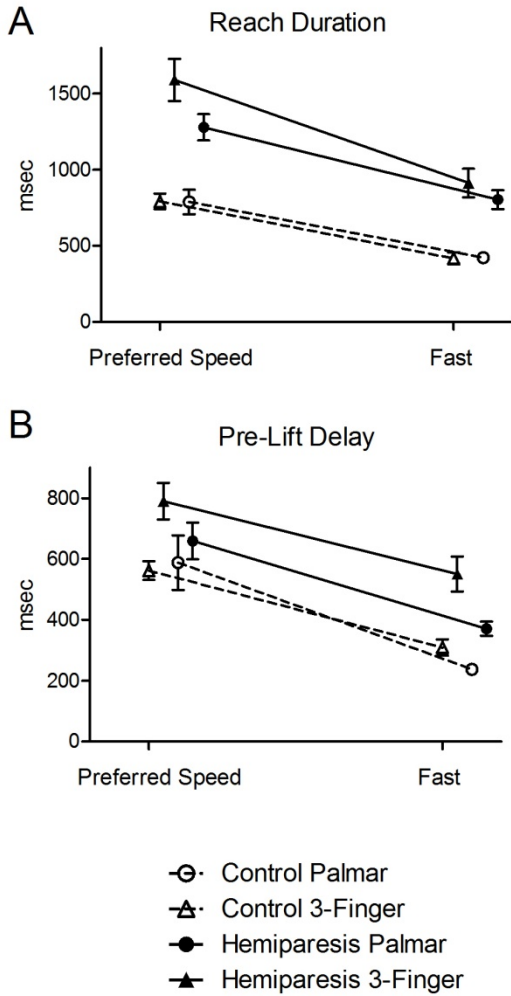 A
Reach Duration
1500
1000
500
0
msec
Preferred Speed Fast
B
Pre-Lift Delay
800
600
400
200
0
msec
Preferred Speed Fast
Control Palmar
Control 3-Finger
Hemiparesis Palmar
Hemiparesis 3-Finger